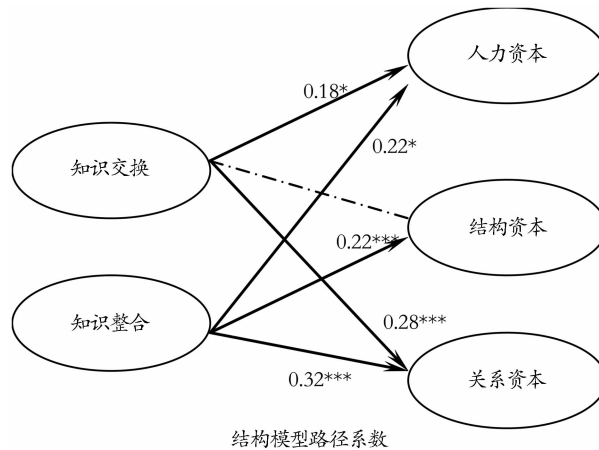 人力资本
0.18*
知识交换
0.22*
结构资本
0.22***
知识整合
0.28***
关系资本
0.32***
结构模型路径系数